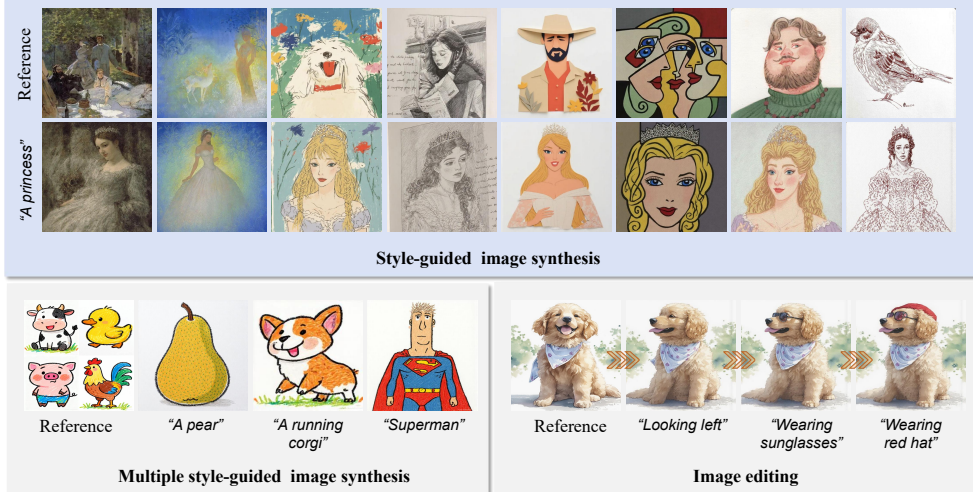 Reference
"A princess"
Style-guided image synthesis
Reference
"A pear"
"A running
corgi"
"Superman"
Multiple style-guided image synthesis
Reference
"Looking left"
"Wearing
sunglasses"
"Wearing
red hat"
Image editing